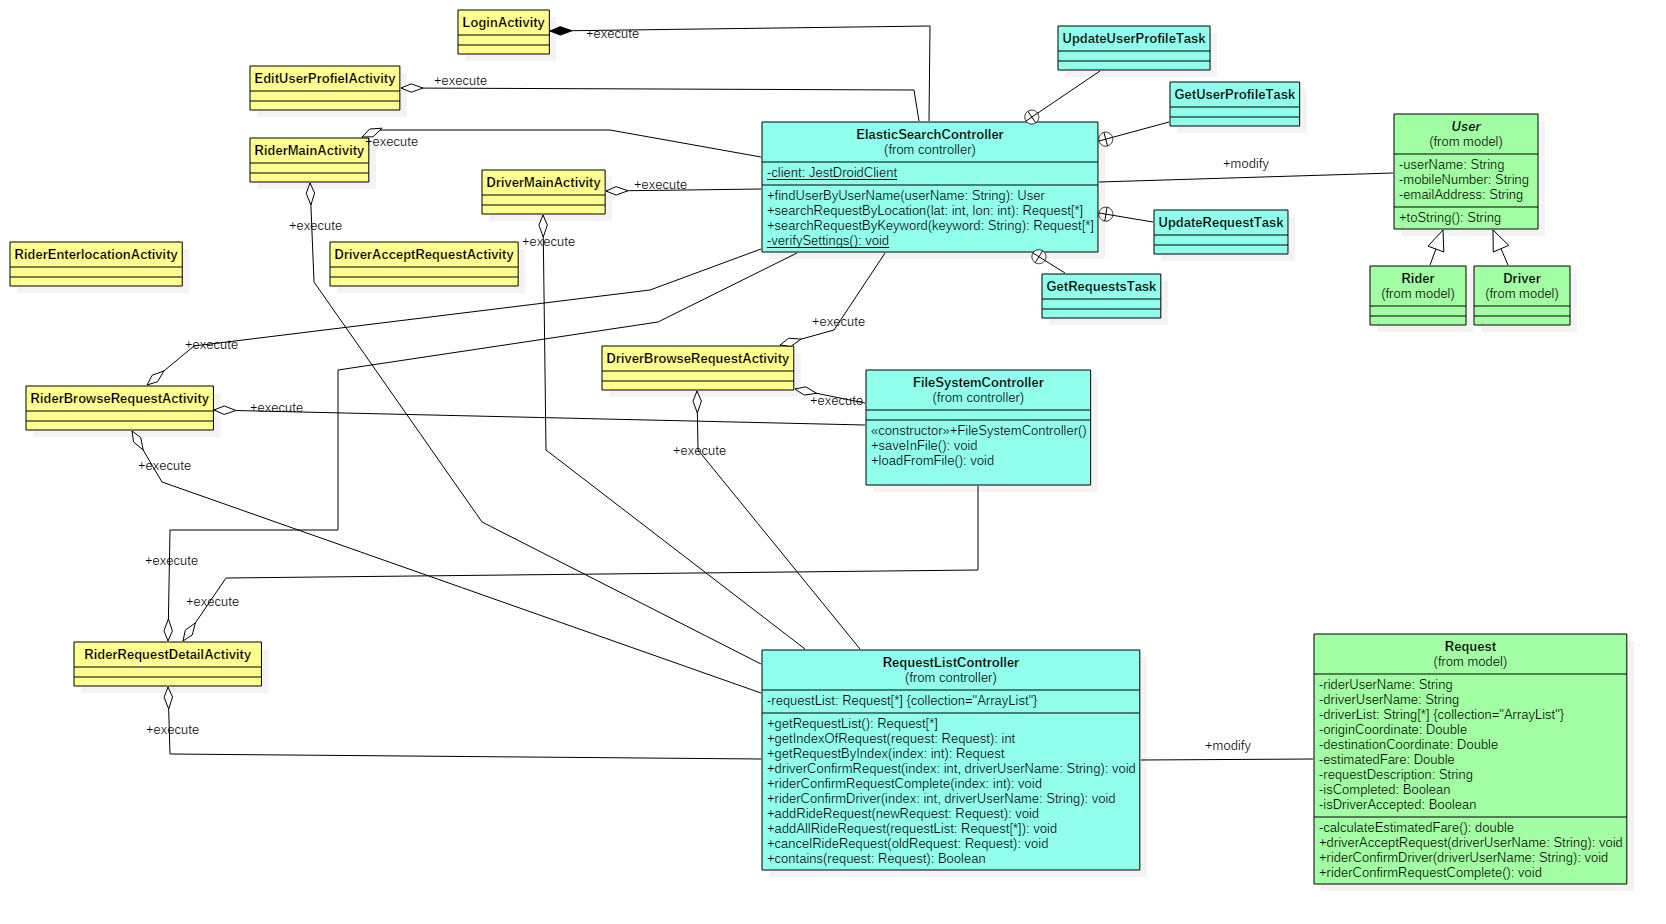 LoginActivity
+execute
UpdateUserProfileTask
EditUserProfielActivity
+execute
GetUserProfileTask
RiderMainActivity
+execute
DriverMainActivity
+execute
+execute
+execute
ElasticSearchController
(from controller)
-client: JestDroidClient
+findUserByUserName(userName: String): User
+searchRequestByLocation(lat: int, lon: int): Request[*]
+searchRequestByKeyword(keyword: String): Request[*]
-verifySettings(): void
+modify
User
(from model)
-userName: String
-mobileNumber: String
-emailAddress: String
+toString(): String
UpdateRequestTask
GetRequestsTask
Rider
(from model)
Driver
(from model)
RiderEnterlocationActivity
DriverAcceptRequestActivity
+execute
+execute
DriverBrowseRequestActivity
+execute
RiderBrowseRequestActivity
+execute
+execute
+execute
FileSystemController
(from controller)
«constructor»+FileSystemController()
+saveInFile(): void
+loadFromFile(): void
+execute
+execute
RiderRequestDetailActivity
+execute
RequestListController
(from controller)
-requestList: Request[*] {collection="ArrayList"}
+getRequestList(): Request[*]
+getIndexOfRequest(request: Request): int
+getRequestByIndex(index: int): Request
+driverConfirmRequest(index: int, driverUserName: String): void
+riderConfirmRequestComplete(index: int): void
+riderConfirmDriver(index: int, driverUserName: String): void
+addRideRequest(newRequest: Request): void
+addAllRideRequest(requestList: Request[*]): void
+cancelRideRequest(oldRequest: Request): void
+contains(request: Request): Boolean
+modify
Request
(from model)
-riderUserName: String
-driverUserName: String
-driverList: String[*] {collection="ArrayList"}
-originCoordinate: Double
-destinationCoordinate: Double
-estimatedFare: Double
-requestDescription: String
-isCompleted: Boolean
-isDriverAccepted: Boolean
-calculateEstimatedFare(): double
+driverAcceptRequest(driverUserName: String): void
+riderConfirmDriver(driverUserName: String): void
+riderConfirmRequestComplete(): void